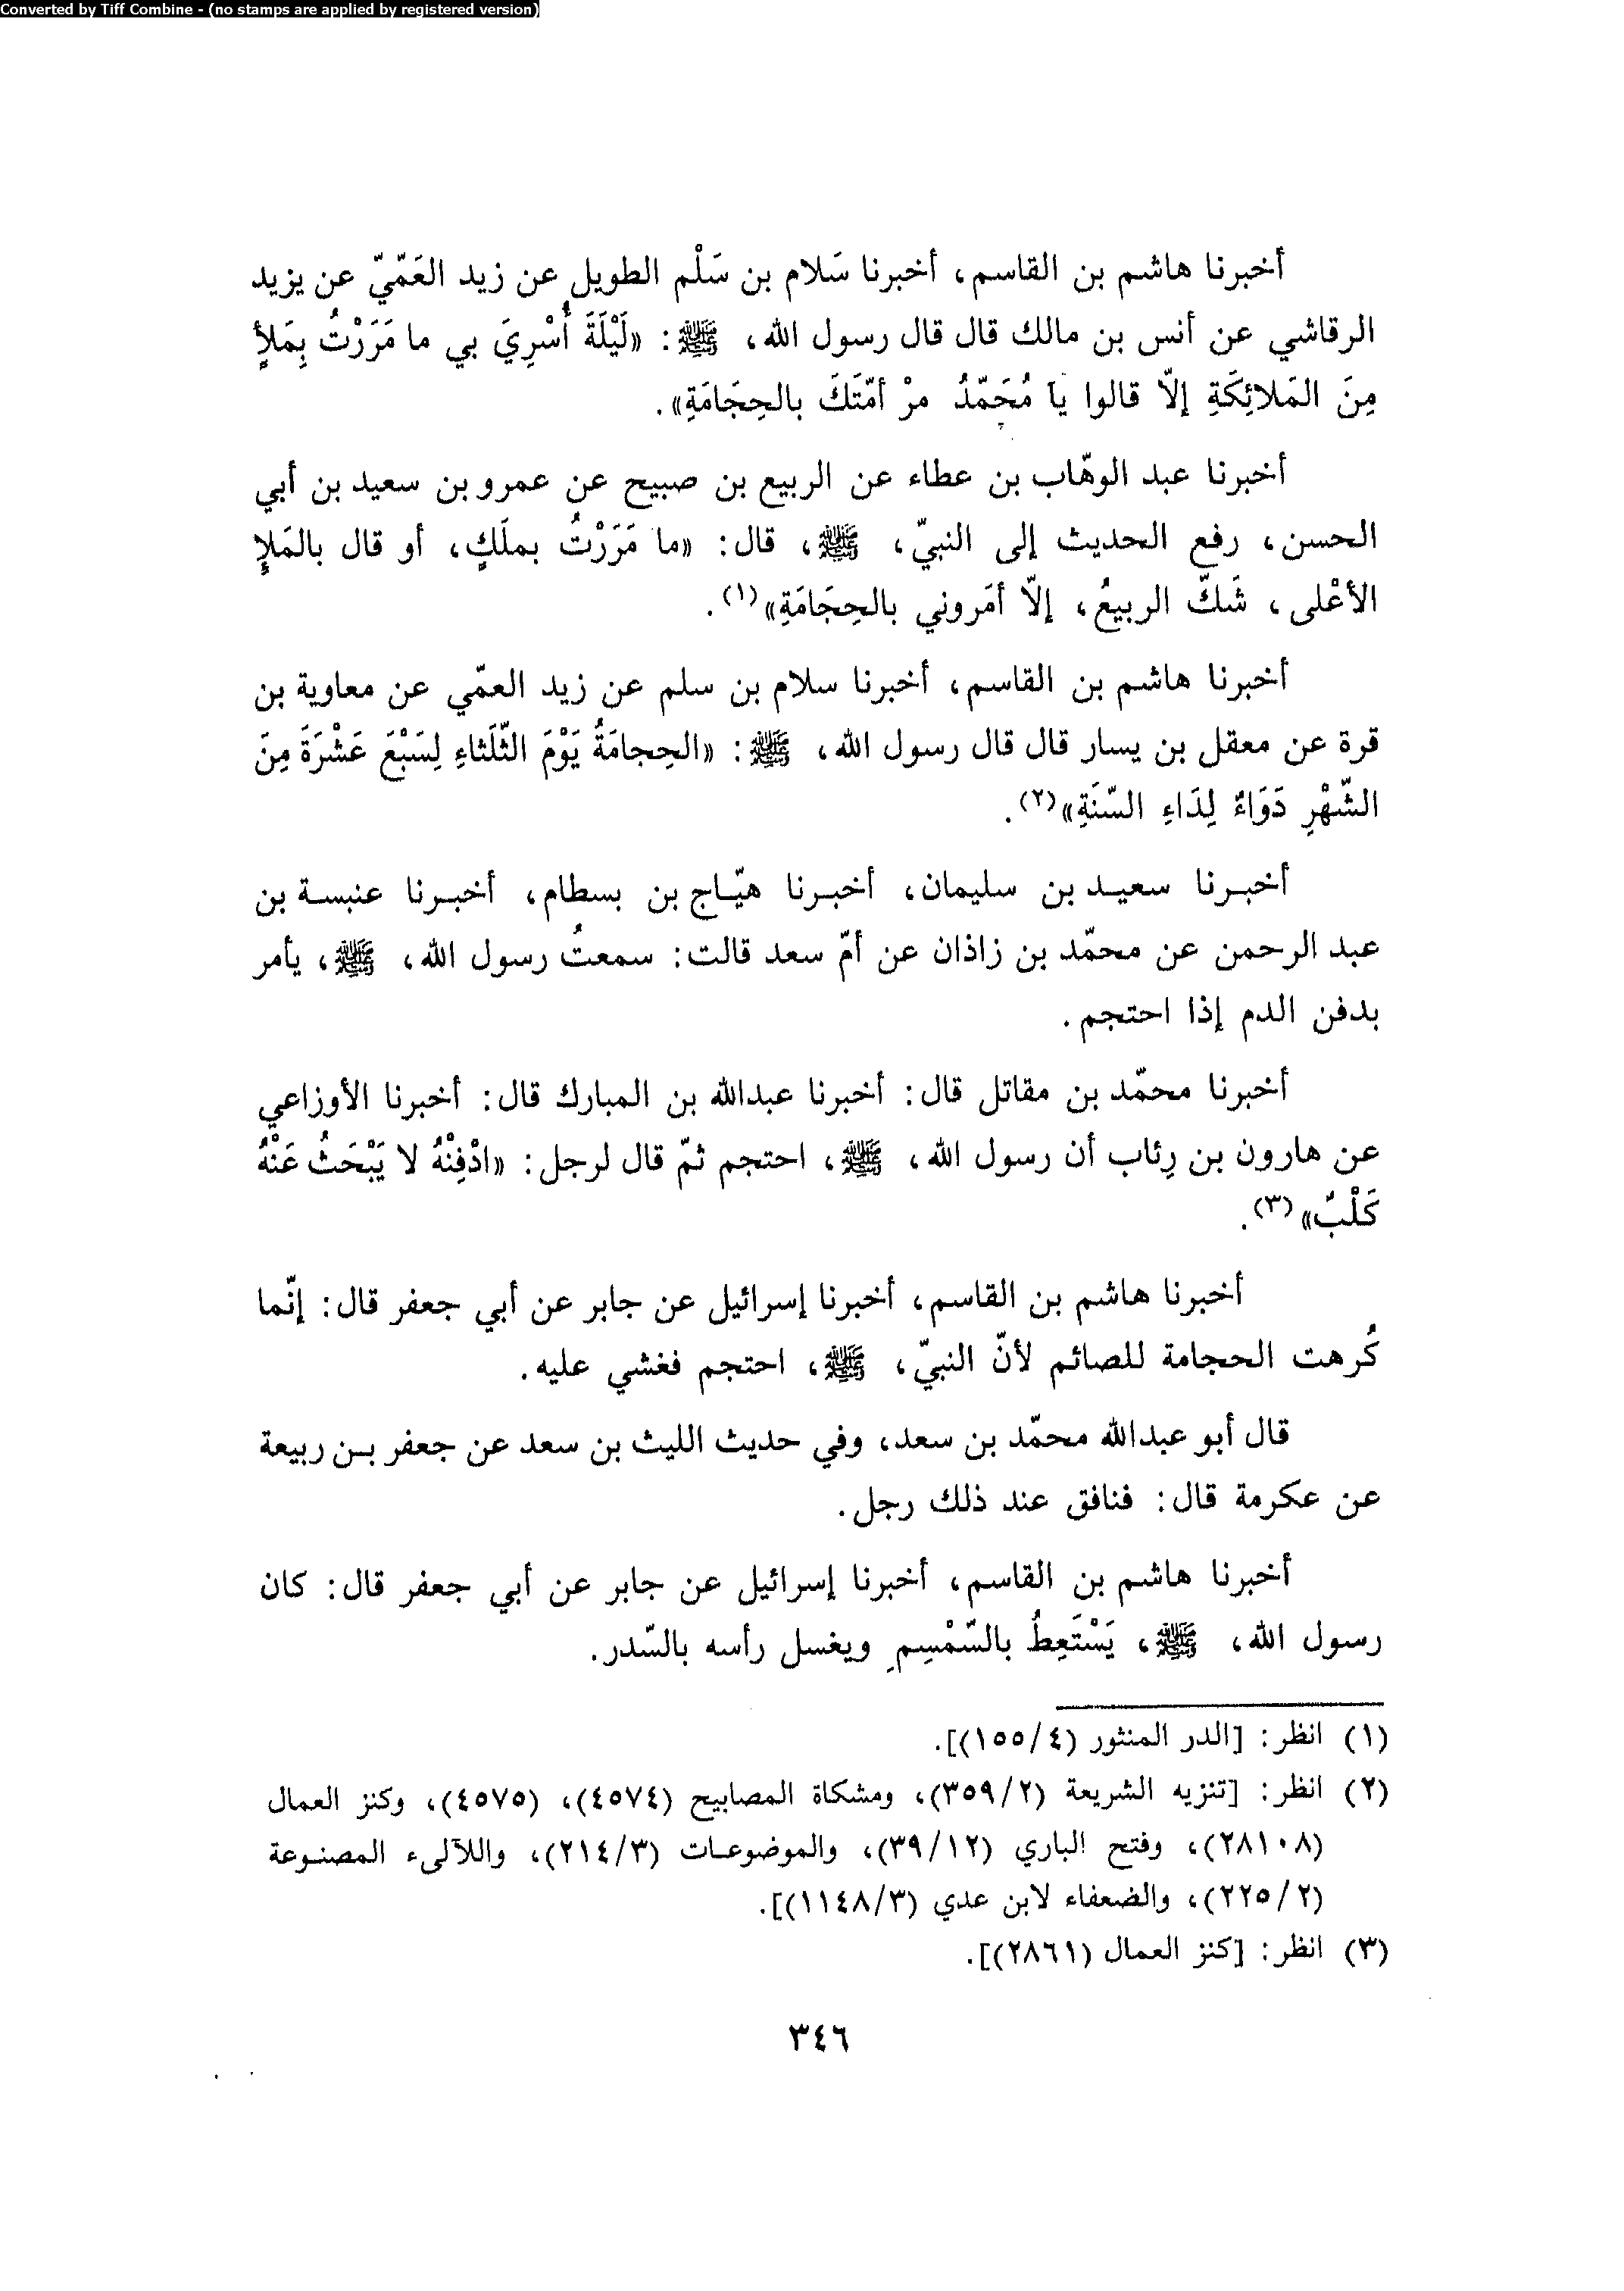 Converted by Tiff Combine - (no stamps are applied by registered version)
أخبرنا هاشم بن القاسم، أخبرنا سَلام بن سَلْم الطويل عن زيد العَمّيّ عن يزيد
الرقاشي عن أنس بن مالك قال قال رسول الله، ﷺ: «لَيْلَةَ أُسْرِيَ بي ما مَرَرْتُ بِمَلأٍ
مِنَ المَلائِكَةِ إلاّ قالوا يا مُحَمّدُ مرْ أمّتَكَ بالحِجَامَةِ».
أخبرنا عبد الوهّاب بن عطاء عن الربيع بن صبيح عن عمرو بن سعيد بن أبي
الحسن، رفع الحديث إلى النبيّ، ﷺ، قال: «ما مَرَرْتُ بملَكٍ، أو قال بالمَلإِ
الأعْلى، شَكّ الربيعُ، إلاّ أمَروني بالحِجَامَةِ»(١).
أخبرنا هاشم بن القاسم، أخبرنا سلام بن سلم عن زيد العمّي عن معاوية بن
قرة عن معقل بن يسار قال قال رسول الله، ﷺ: «الحِجامَةُ يَوْمَ الثّلَثاءِ لِسَبْعَ عَشْرَةَ مِنَ
الشّهْرِ دَوَاءٌ لِدَاءِ السّنَةِ»(٢).
أخبرنا سعيد بن سليمان، أخبرنا هيّاج بن بسطام، أخبرنا عنبسة بن
عبد الرحمن عن محمّد بن زاذان عن أمّ سعد قالت: سمعتُ رسول الله، ﷺ، يأمر
بدفن الدم إذا احتجم.
أخبرنا محمّد بن مقاتل قال: أخبرنا عبدالله بن المبارك قال: أخبرنا الأوزاعي
عن هارون بن رِئاب أن رسول الله، ﷺ، احتجم ثمّ قال لرجل: «ادْفِنْهُ لا يَبْحَثُ عَنْهُ
كَلْبٌ»(٣).
أخبرنا هاشم بن القاسم، أخبرنا إسرائيل عن جابر عن أبي جعفر قال: إنّما
كُرهت الحجامة للصائم لأنّ النبيّ، ﷺ، احتجم فغشي عليه.
قال أبو عبدالله محمّد بن سعد، وفي حديث الليث بن سعد عن جعفر بن ربيعة
عن عكرمة قال: فنافق عند ذلك رجل.
أخبرنا هاشم بن القاسم، أخبرنا إسرائيل عن جابر عن أبي جعفر قال: كان
رسول الله، ﷺ، يَسْتَعِطُ بالسّمْسِمِ ويغسل رأسه بالسّدر.
(١) انظر: [الدر المنثور (٤/١٥٥)].
(٢) انظر: [تنزيه الشريعة (٢/٣٥٩)، ومشكاة المصابيح (٤٥٧٤)، (٤٥٧٥)، وكنز العمال
(٢٨١٠٨)، وفتح الباري (١٢/٣٩)، والموضوعات (٣/٢١٤)، واللآلىء المصنوعة
(٢/٢٢٥)، والضعفاء لابن عدي (٣/١١٤٨)].
(٣) انظر: [كنز العمال (٢٨٦١)].
٣٤٦